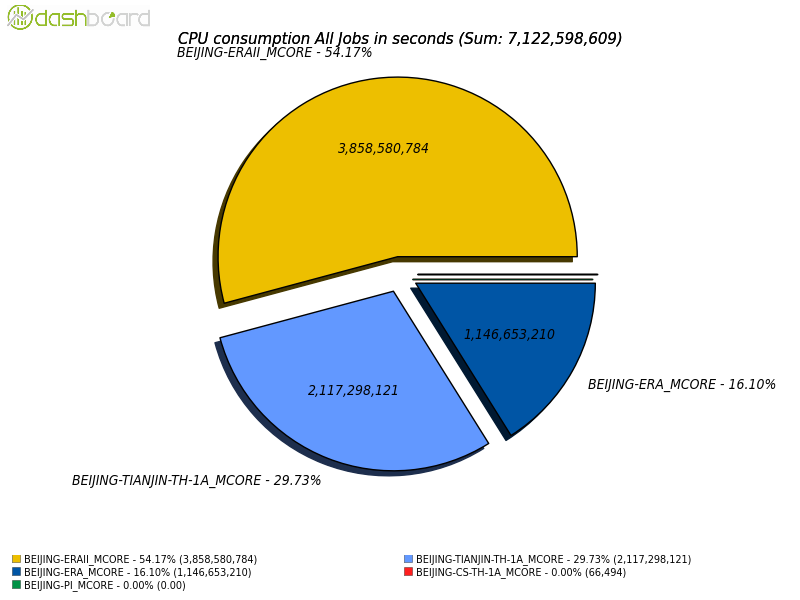 dashboard
CPU consumption All Jobs in seconds (Sum: 7,122,598,609)
BEIJING-ERAII_MCORE - 54.17%
3,858,580,784
1,146,653,210
BEIJING-ERA_MCORE - 16.10%
2,117,298,121
BEIJING-TIANJIN-TH-1A_MCORE - 29.73%
BEIJING-ERAII_MCORE - 54.17% (3,858,580,784)
BEIJING-TIANJIN-TH-1A_MCORE - 29.73% (2,117,298,121)
BEIJING-ERA_MCORE - 16.10% (1,146,653,210)
BEIJING-CS-TH-1A_MCORE - 0.00% (66,494)
BEIJING-PI_MCORE - 0.00% (0.00)